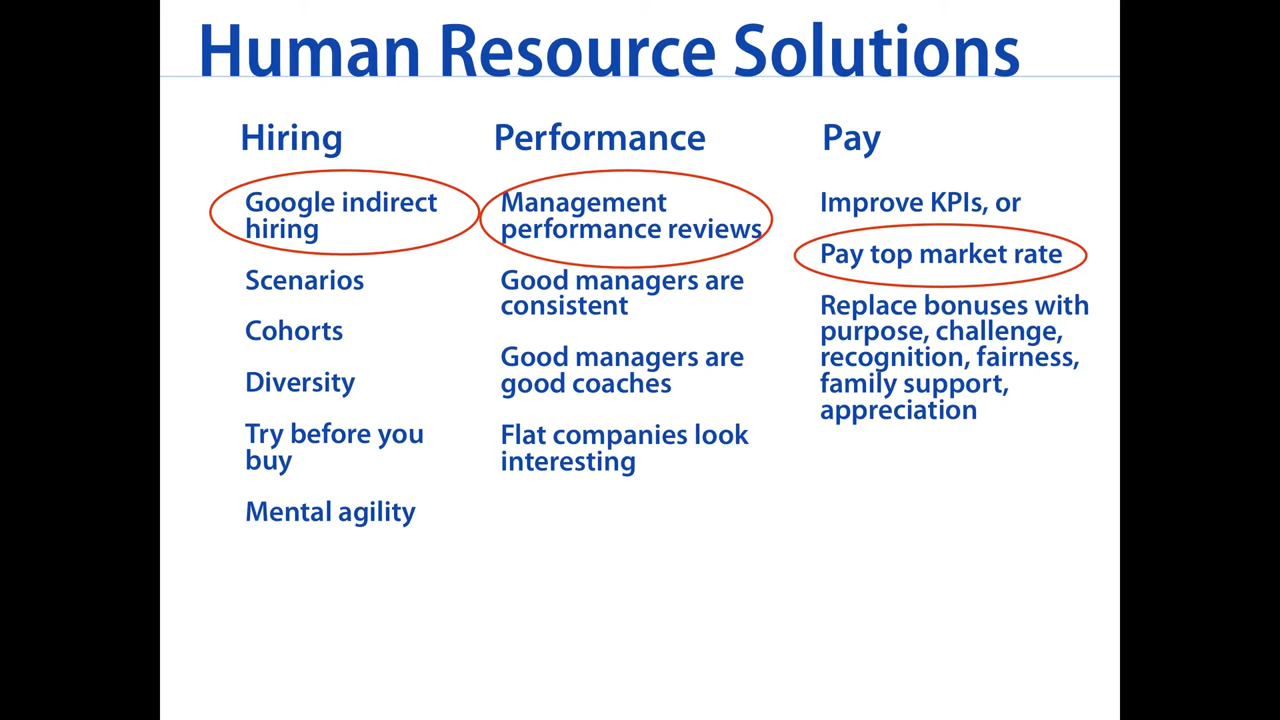 Human Resource Solutions
Hiring
Google indirect
hiring
Scenarios
Cohorts
Diversity
Try before you
buy
Mental agility
Performance
Management
performance reviews
Good managers are
consistent
Good managers are
good coaches
Flat companies look
interesting
Pay
Improve KPIs, or
Pay top market rate
Replace bonuses with
purpose, challenge,
recognition, fairness,
family support,
appreciation